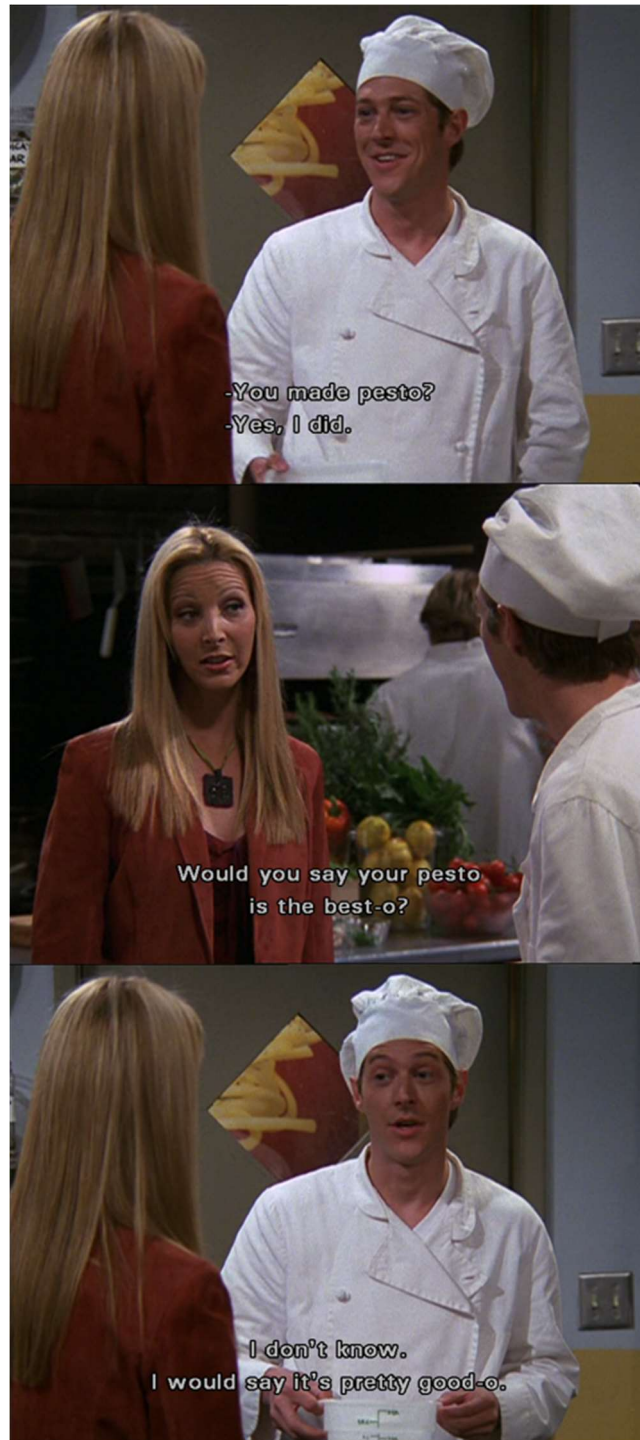 -You made pesto?
-Yes, I did.
Would you say your pesto
is the best-o?
I don't know.
I would say it's pretty good-o.